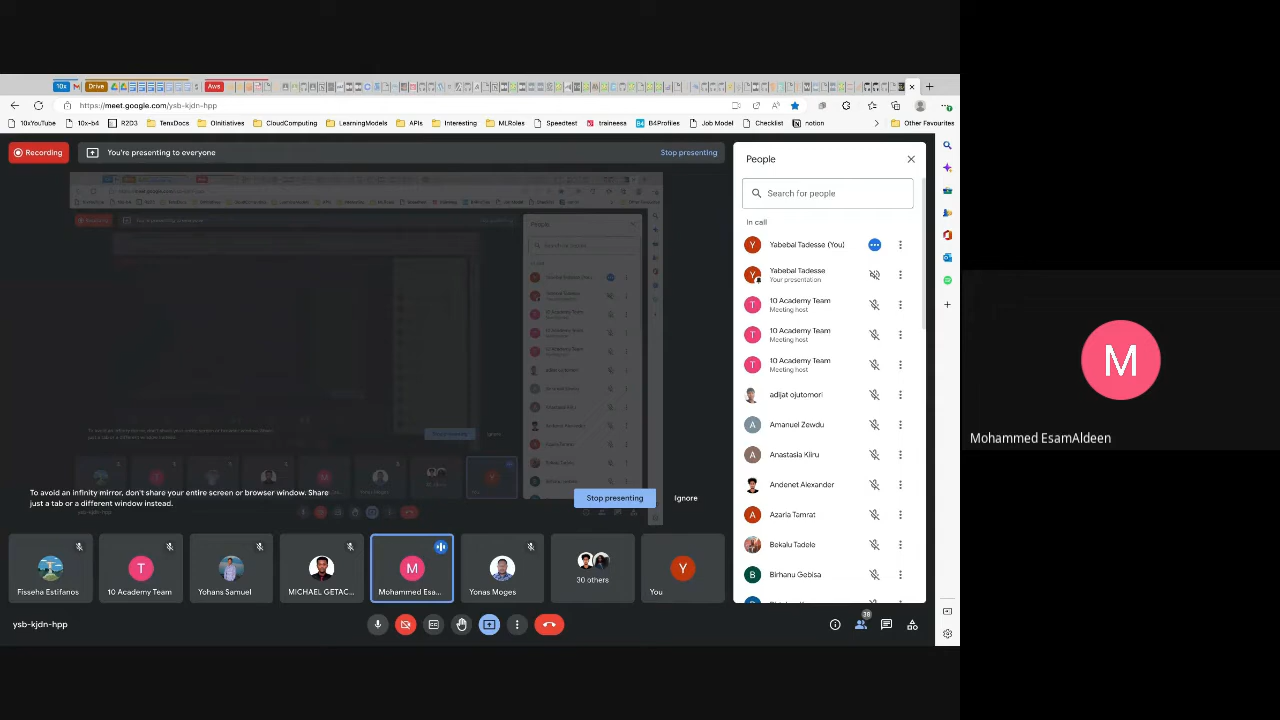 10x
Drive
Aws
https://meet.google.com/ysb-kjdn-hpp
10xYouTube
10x-b4
R2D3
TenxDocs
OInitiatives
CloudComputing
LearningModels
APIs
Interesting
MLRoles
Speedtest
traineess
B4Profiles
Job Model
Checklist
notion
Other Favourites
Recording
You're presenting to everyone
Stop presenting
People
Search for people
In call
Y
Yabebal Tadesse (You)
Y
Yabebal Tadesse
Your presentation
T
10 Academy Team
Meeting host
T
10 Academy Team
Meeting host
T
10 Academy Team
Meeting host
adijat ojutomori
A
Amanuel Zewdu
A
Anastasia Kiiru
Andenet Alexander
A
Azaria Tamrat
Bekalu Tadele
B
Birhanu Gebisa
To avoid an infinity mirror, don't share your entire screen or browser window. Share
just a tab or a different window instead.
Stop presenting
Ignore
Fisseha Estifanos
T
10 Academy Team
Yohans Samuel
MICHAEL GETAC...
M
Mohammed Esa...
Yonas Moges
30 others
Y
You
ysb-kjdn-hpp
38
M
Mohammed EsamAldeen